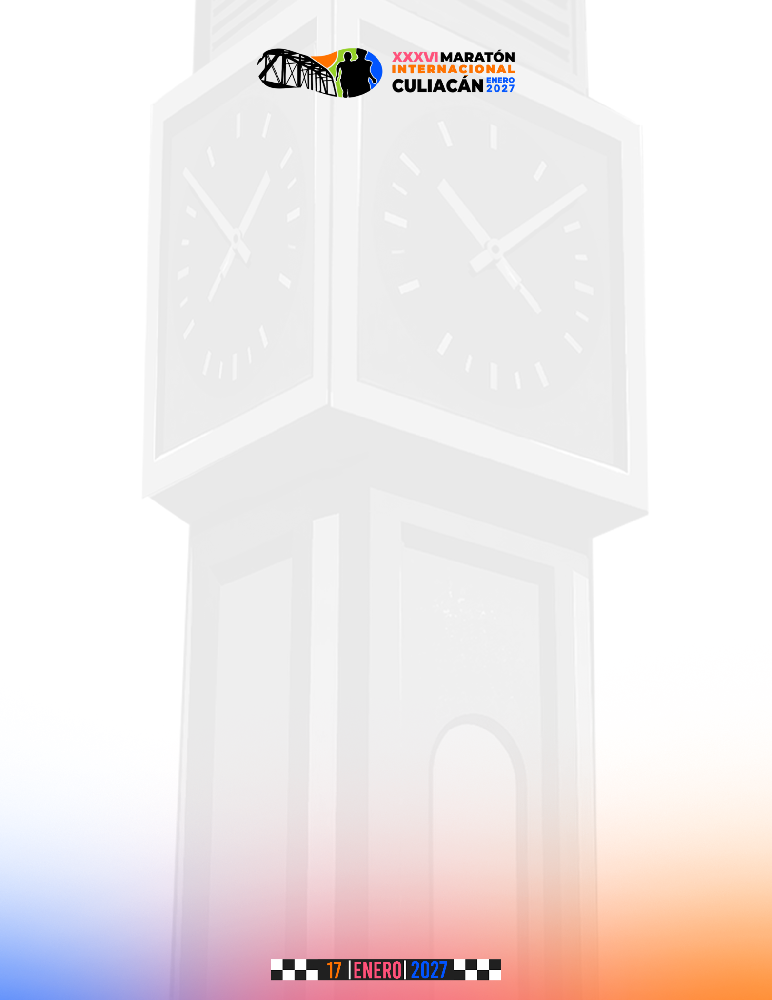 XXXVI MARATÓN
INTERNACIONAL
CULIACÁN ENERO 2027
17 | ENERO | 2027